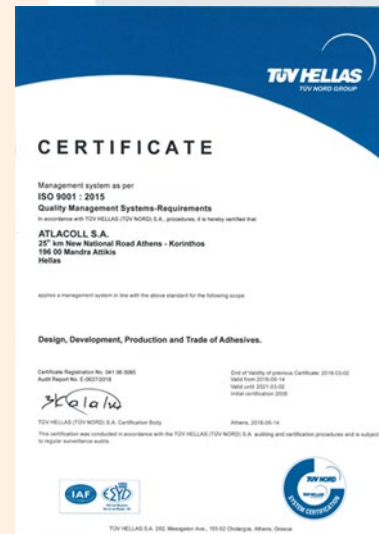 TÜV HELLAS
TÜV NORD GROUP
CERTIFICATE
Management system as per
ISO 9001 : 2015
Quality Management Systems-Requirements
In accordance with TÜV HELLAS (TÜV NORD) S.A., procedures, it is hereby certified that
ATLACOLL S.A.
25th km New National Road Athens - Korinthos
196 00 Mandra Attikis
Hellas
applies a management system in line with the above standard for the following scope
Design, Development, Production and Trade of Adhesives.
Certificate Registration No. 041 06 0085
Audit Report No. E-0627/2018
End of Validity of previous Certificate: 2018-03-02
Valid from 2018-06-14
Valid until 2021-03-02
Initial certification 2006
TÜV HELLAS (TÜV NORD) S.A. Certification Body
Athens, 2018-06-14
This certification was conducted in accordance with the TÜV HELLAS (TÜV NORD) S.A. auditing and certification procedures and is subject
to regular surveillance audits.
IAF
ΕΣΥΔ
TÜV NORD
TÜV HELLAS
SYSTEM CERTIFICATION
TÜV HELLAS S.A. 282, Mesogeion Ave., 155 62 Cholargos, Athens, Greece